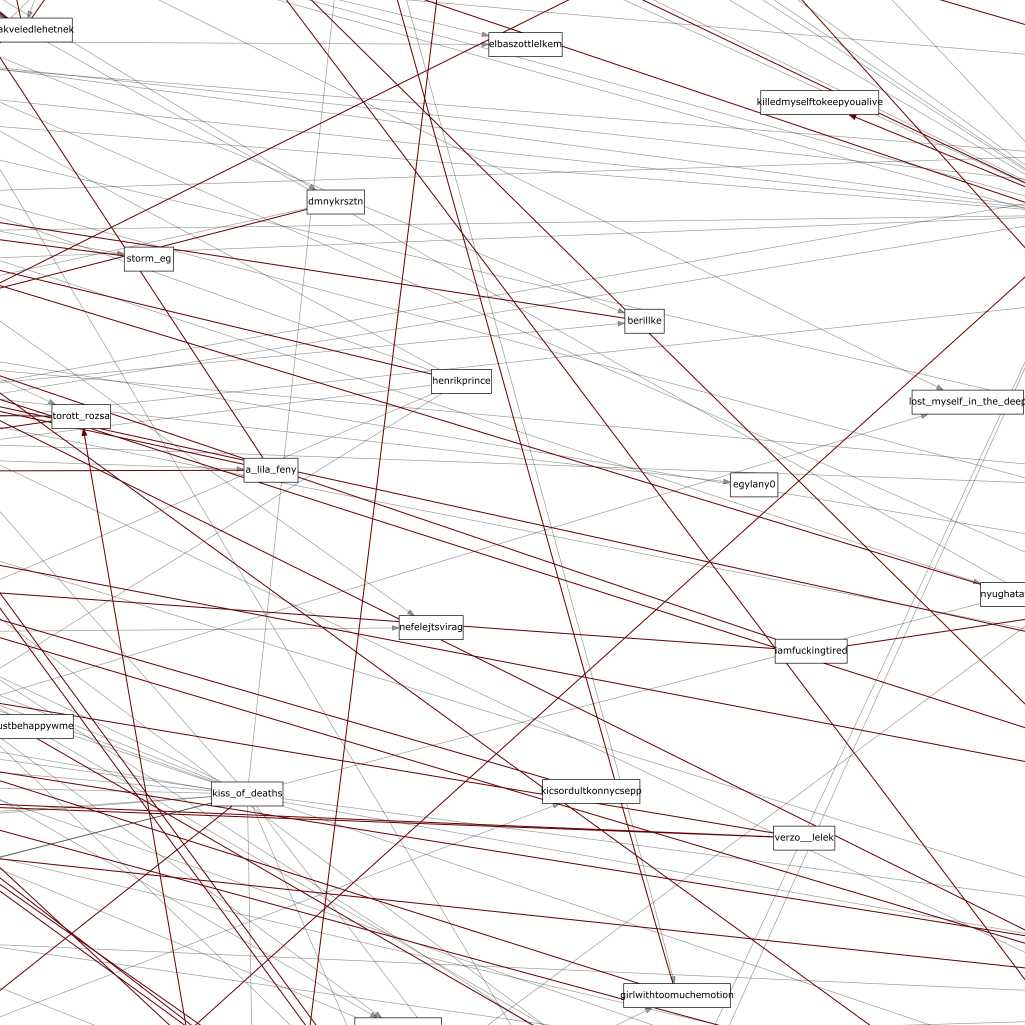 akveledlehetnek
elbaszottlelkem
killedmyselftokeepyoualive
dmnykrsztn
storm_eg
berillke
henrikprince
lost_myself_in_the_deep
torott_rozsa
a_lila_feny
egylany0
nyughata
nefelejtsvirag
iamfuckingtired
ustbehappywme
kiss_of_deaths
kicsordultkonnycsepp
verzo__lelek
girlwithtoomuchemotion